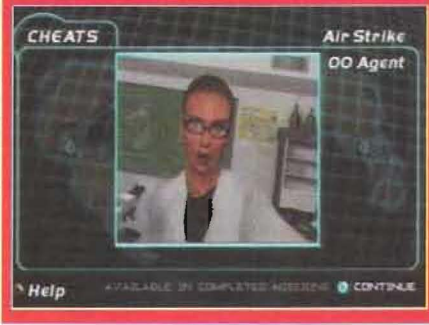 CHEATS
Air Strike
00 Agent
Help
AVAILABLE IN COMPLETED MISSIONS
CONTINUE